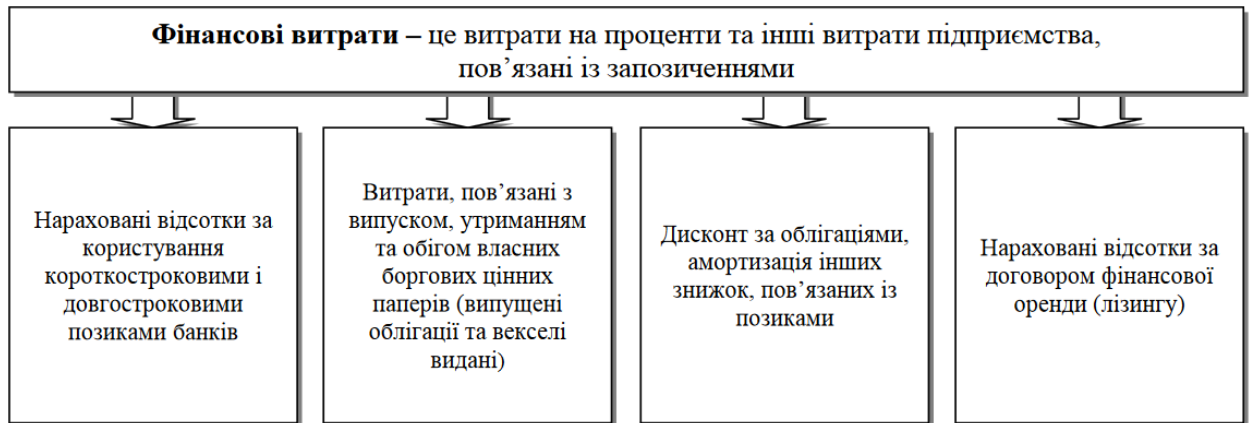 Фінансові витрати – це витрати на проценти та інші витрати підприємства,
пов’язані із запозиченнями
Нараховані відсотки за
користування
короткостроковими і
довгостроковими
позиками банків
Витрати, пов’язані з
випуском, утриманням
та обігом власних
боргових цінних
паперів (випущені
облігації та векселі
видані)
Дисконт за облігаціями,
амортизація інших
знижок, пов’язаних із
позиками
Нараховані відсотки за
договором фінансової
оренди (лізингу)